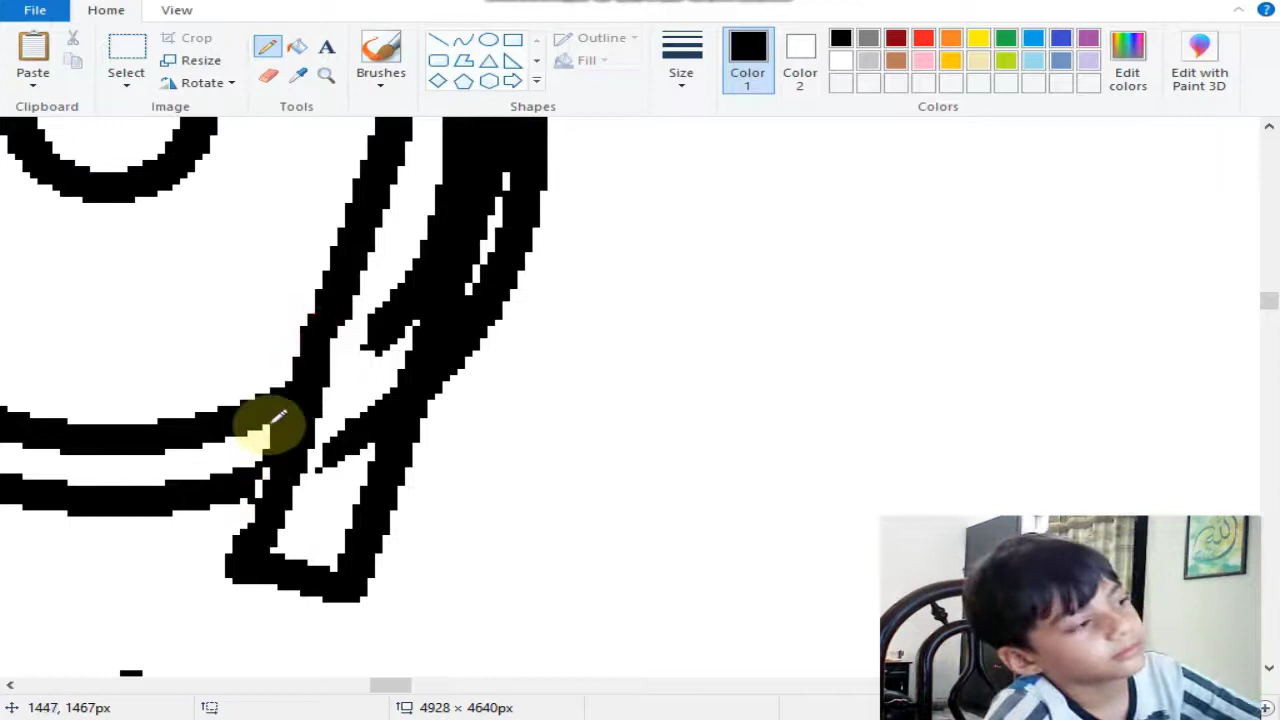 File Home View
Paste
Select
Crop
Resize
Rotate
A
Brushes
Outline
Fill
Size
Color 1
Color 2
Edit colors
Edit with Paint 3D
Clipboard Image Tools Shapes Colors
1447, 1467px 4928 × 4640px